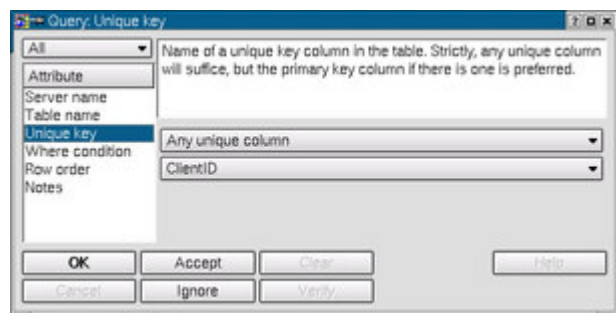 Query: Unique key
All
Name of a unique key column in the table. Strictly, any unique column
will suffice, but the primary key column if there is one is preferred.
Attribute
Server name
Table name
Unique key
Where condition
Row order
Notes
Any unique column
ClientID
OK
Accept
Clear
Help
Cancel
Ignore
Verify